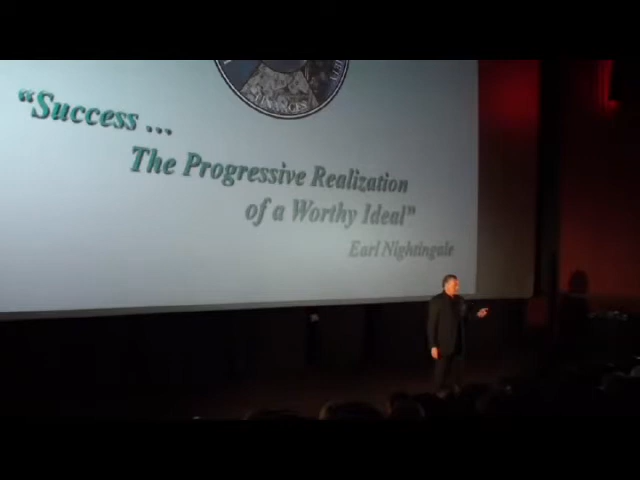 “Success ...
The Progressive Realization
of a Worthy Ideal”
Earl Nightingale